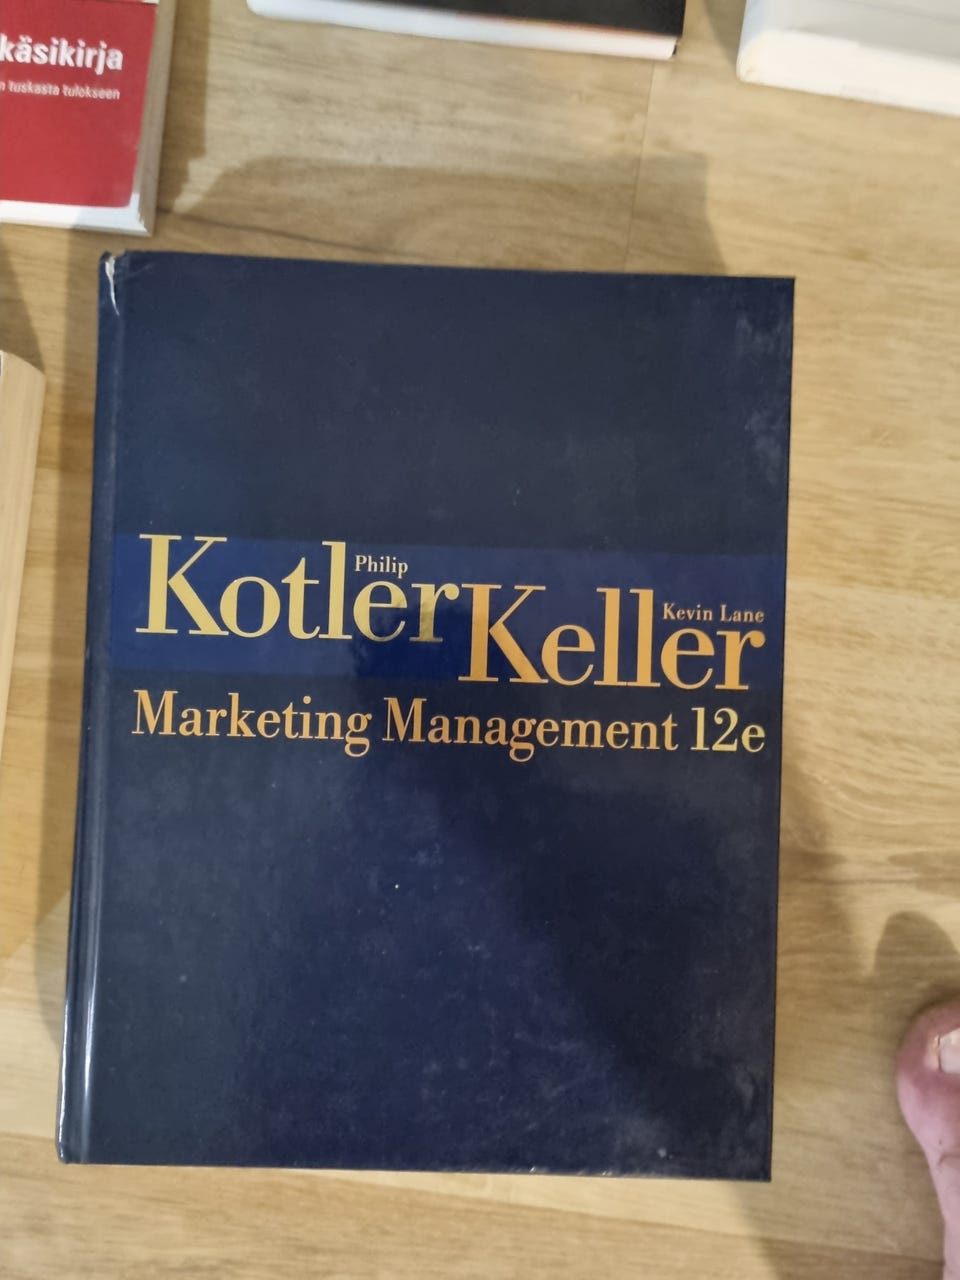 käsikirja
n tuskasta tulokseen
Philip
Kotler
Kevin Lane
Keller
Marketing Management 12e